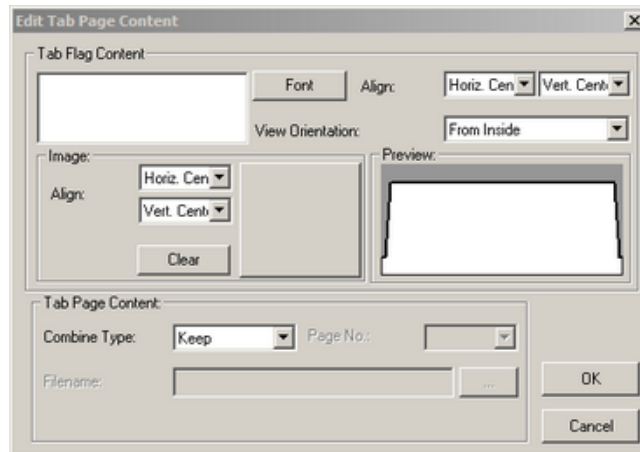 Edit Tab Page Content
Tab Flag Content
Font
Align:
Horiz. Cen
Vert. Cent
View Orientation:
From Inside
Image:
Preview:
Align:
Horiz. Cen
Vert. Cent
Clear
Tab Page Content:
Combine Type:
Keep
Page No.:
Filename:
...
OK
Cancel